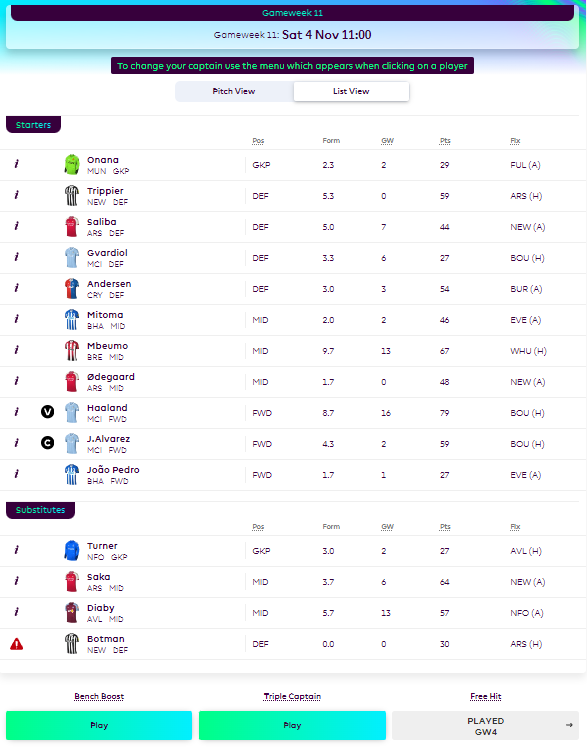 Gameweek 11
Gameweek 11: Sat 4 Nov 11:00
To change your captain use the menu which appears when clicking on a player
Pitch View List View
Starters
Pos Form GW Pts Fix
i Onana GKP 2.3 2 29 FUL (A)
MUN GKP
i Trippier DEF 5.3 0 59 ARS (H)
NEW DEF
i Saliba DEF 5.0 7 44 NEW (A)
ARS DEF
i Gvardiol DEF 3.3 6 27 BOU (H)
MCI DEF
i Andersen DEF 3.0 3 54 BUR (A)
CRY DEF
i Mitoma MID 2.0 2 46 EVE (A)
BHA MID
i Mbeumo MID 9.7 13 67 WHU (H)
BRE MID
i Ødegaard MID 1.7 0 48 NEW (A)
ARS MID
i V Haaland FWD 8.7 16 79 BOU (H)
MCI FWD
i C J.Alvarez FWD 4.3 2 59 BOU (H)
MCI FWD
i João Pedro FWD 1.7 1 27 EVE (A)
BHA FWD
Substitutes
Pos Form GW Pts Fix
i Turner GKP 3.0 2 27 AVL (H)
NFO GKP
i Saka MID 3.7 6 64 NEW (A)
ARS MID
i Diaby MID 5.7 13 57 NFO (A)
AVL MID
Botman DEF 0.0 0 30 ARS (H)
NEW DEF
Bench Boost Triple Captain Free Hit
Play Play PLAYED
GW4 →